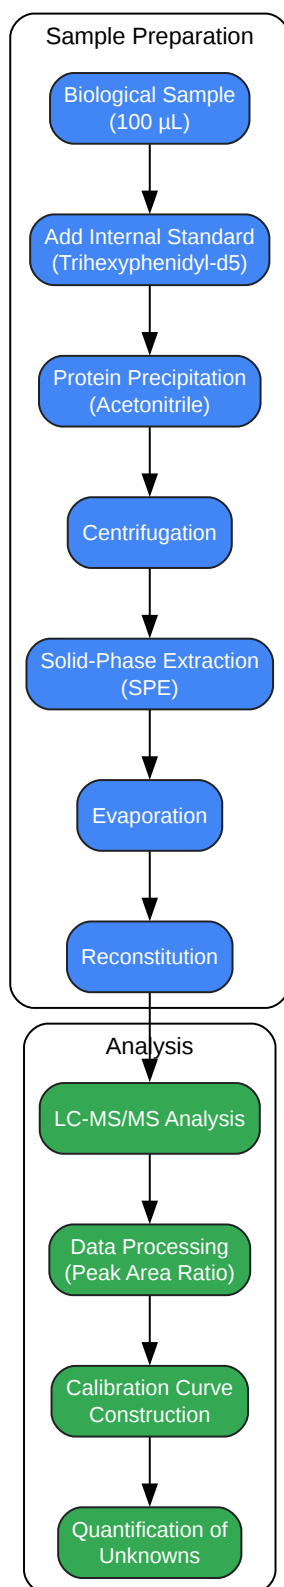 Sample Preparation
Biological Sample
(100 µL)
Add Internal Standard
(Trihexyphenidyl-d5)
Protein Precipitation
(Acetonitrile)
Centrifugation
Solid-Phase Extraction
(SPE)
Evaporation
Reconstitution
Analysis
LC-MS/MS Analysis
Data Processing
(Peak Area Ratio)
Calibration Curve
Construction
Quantification of
Unknowns